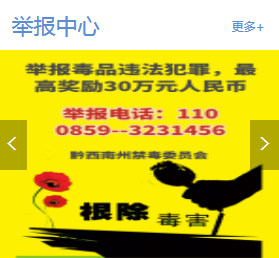 举报中心
更多+
举报毒品违法犯罪，最
高奖励30万元人民币
举报电话：110
0859--3231456
黔西南州禁毒委员会
根除 毒害